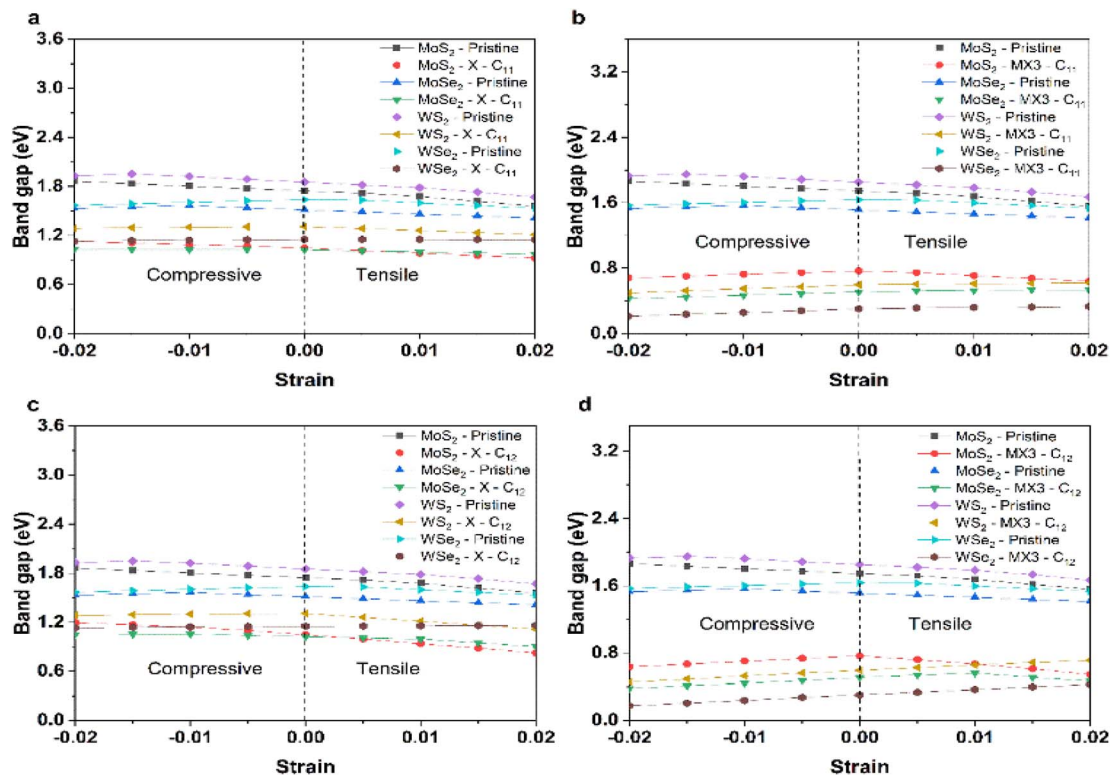 a
3.6
3.0
2.4
1.8
1.2
0.6
0.0
Band gap (eV)
MoS₂ - Pristine
MoS₂ - X - C₁₁
MoSe₂ - Pristine
MoSe₂ - X - C₁₁
WS₂ - Pristine
WS₂ - X - C₁₁
WSe₂ - Pristine
WSe₂ - X - C₁₁
Compressive
Tensile
-0.02 -0.01 0.00 0.01 0.02
Strain
b
3.2
2.4
1.6
0.8
0.0
Band gap (eV)
MoS₂ - Pristine
MoS₂ - MX3 - C₁₁
MoSe₂ - Pristine
MoSe₂ - MX3 - C₁₁
WS₂ - Pristine
WS₂ - MX3 - C₁₁
WSe₂ - Pristine
WSe₂ - MX3 - C₁₁
Compressive
Tensile
-0.02 -0.01 0.00 0.01 0.02
Strain
c
3.6
3.0
2.4
1.8
1.2
0.6
0.0
Band gap (eV)
MoS₂ - Pristine
MoS₂ - X - C₁₂
MoSe₂ - Pristine
MoSe₂ - X - C₁₂
WS₂ - Pristine
WS₂ - X - C₁₂
WSe₂ - Pristine
WSe₂ - X - C₁₂
Compressive
Tensile
-0.02 -0.01 0.00 0.01 0.02
Strain
d
3.2
2.4
1.6
0.8
0.0
Band gap (eV)
MoS₂ - Pristine
MoS₂ - MX3 - C₁₂
MoSe₂ - Pristine
MoSe₂ - MX3 - C₁₂
WS₂ - Pristine
WS₂ - MX3 - C₁₂
WSe₂ - Pristine
WSe₂ - MX3 - C₁₂
Compressive
Tensile
-0.02 -0.01 0.00 0.01 0.02
Strain